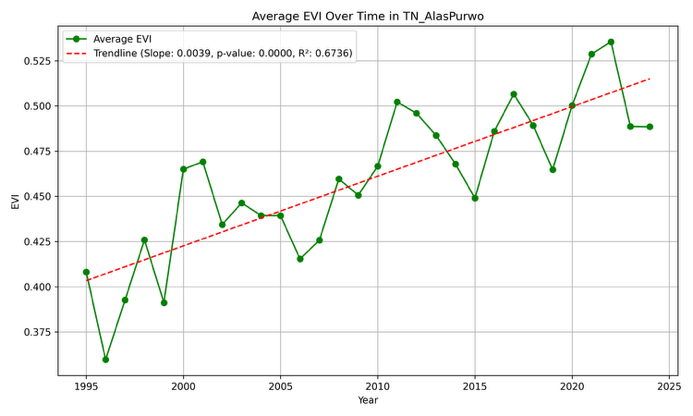 Average EVI Over Time in TN_AlasPurwo
Average EVI
Trendline (Slope: 0.0039, p-value: 0.0000, R²: 0.6736)
0.525
0.500
0.475
0.450
0.425
0.400
0.375
EVI
1995 2000 2005 2010 2015 2020 2025
Year